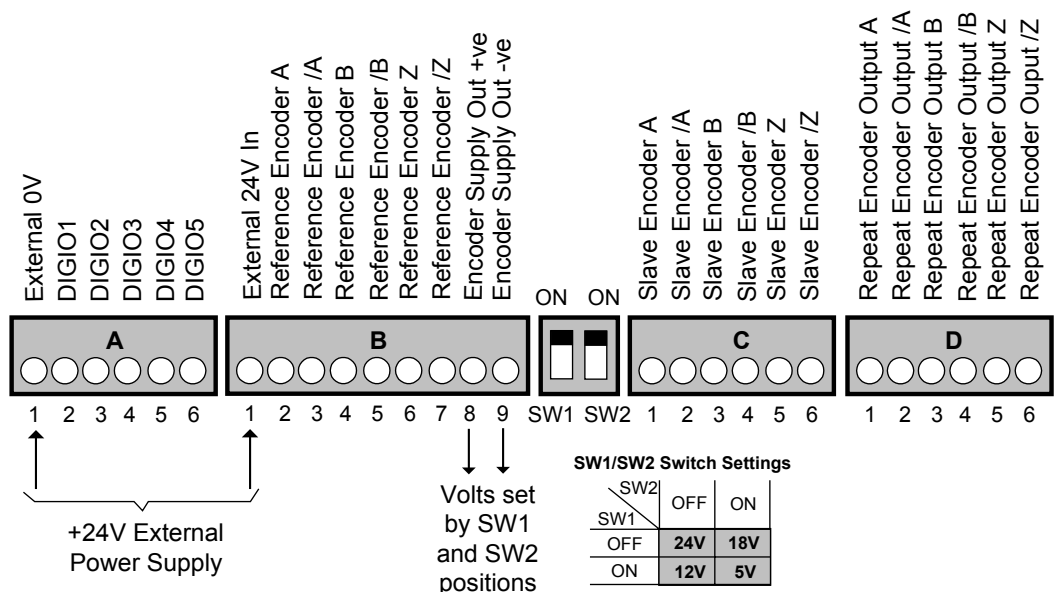 External 0V
DIGIO1
DIGIO2
DIGIO3
DIGIO4
DIGIO5
External 24V In
Reference Encoder A
Reference Encoder /A
Reference Encoder B
Reference Encoder /B
Reference Encoder Z
Reference Encoder /Z
Encoder Supply Out +ve
Encoder Supply Out -ve
ON ON
Slave Encoder A
Slave Encoder /A
Slave Encoder B
Slave Encoder /B
Slave Encoder Z
Slave Encoder /Z
Repeat Encoder Output A
Repeat Encoder Output /A
Repeat Encoder Output B
Repeat Encoder Output /B
Repeat Encoder Output Z
Repeat Encoder Ouput /Z
A B C D
1 2 3 4 5 6 1 2 3 4 5 6 7 8 9 SW1 SW2 1 2 3 4 5 6 1 2 3 4 5 6
+24V External
Power Supply
Volts set
by SW1
and SW2
positions
SW1/SW2 Switch Settings
SW2 OFF ON
SW1
OFF 24V 18V
ON 12V 5V